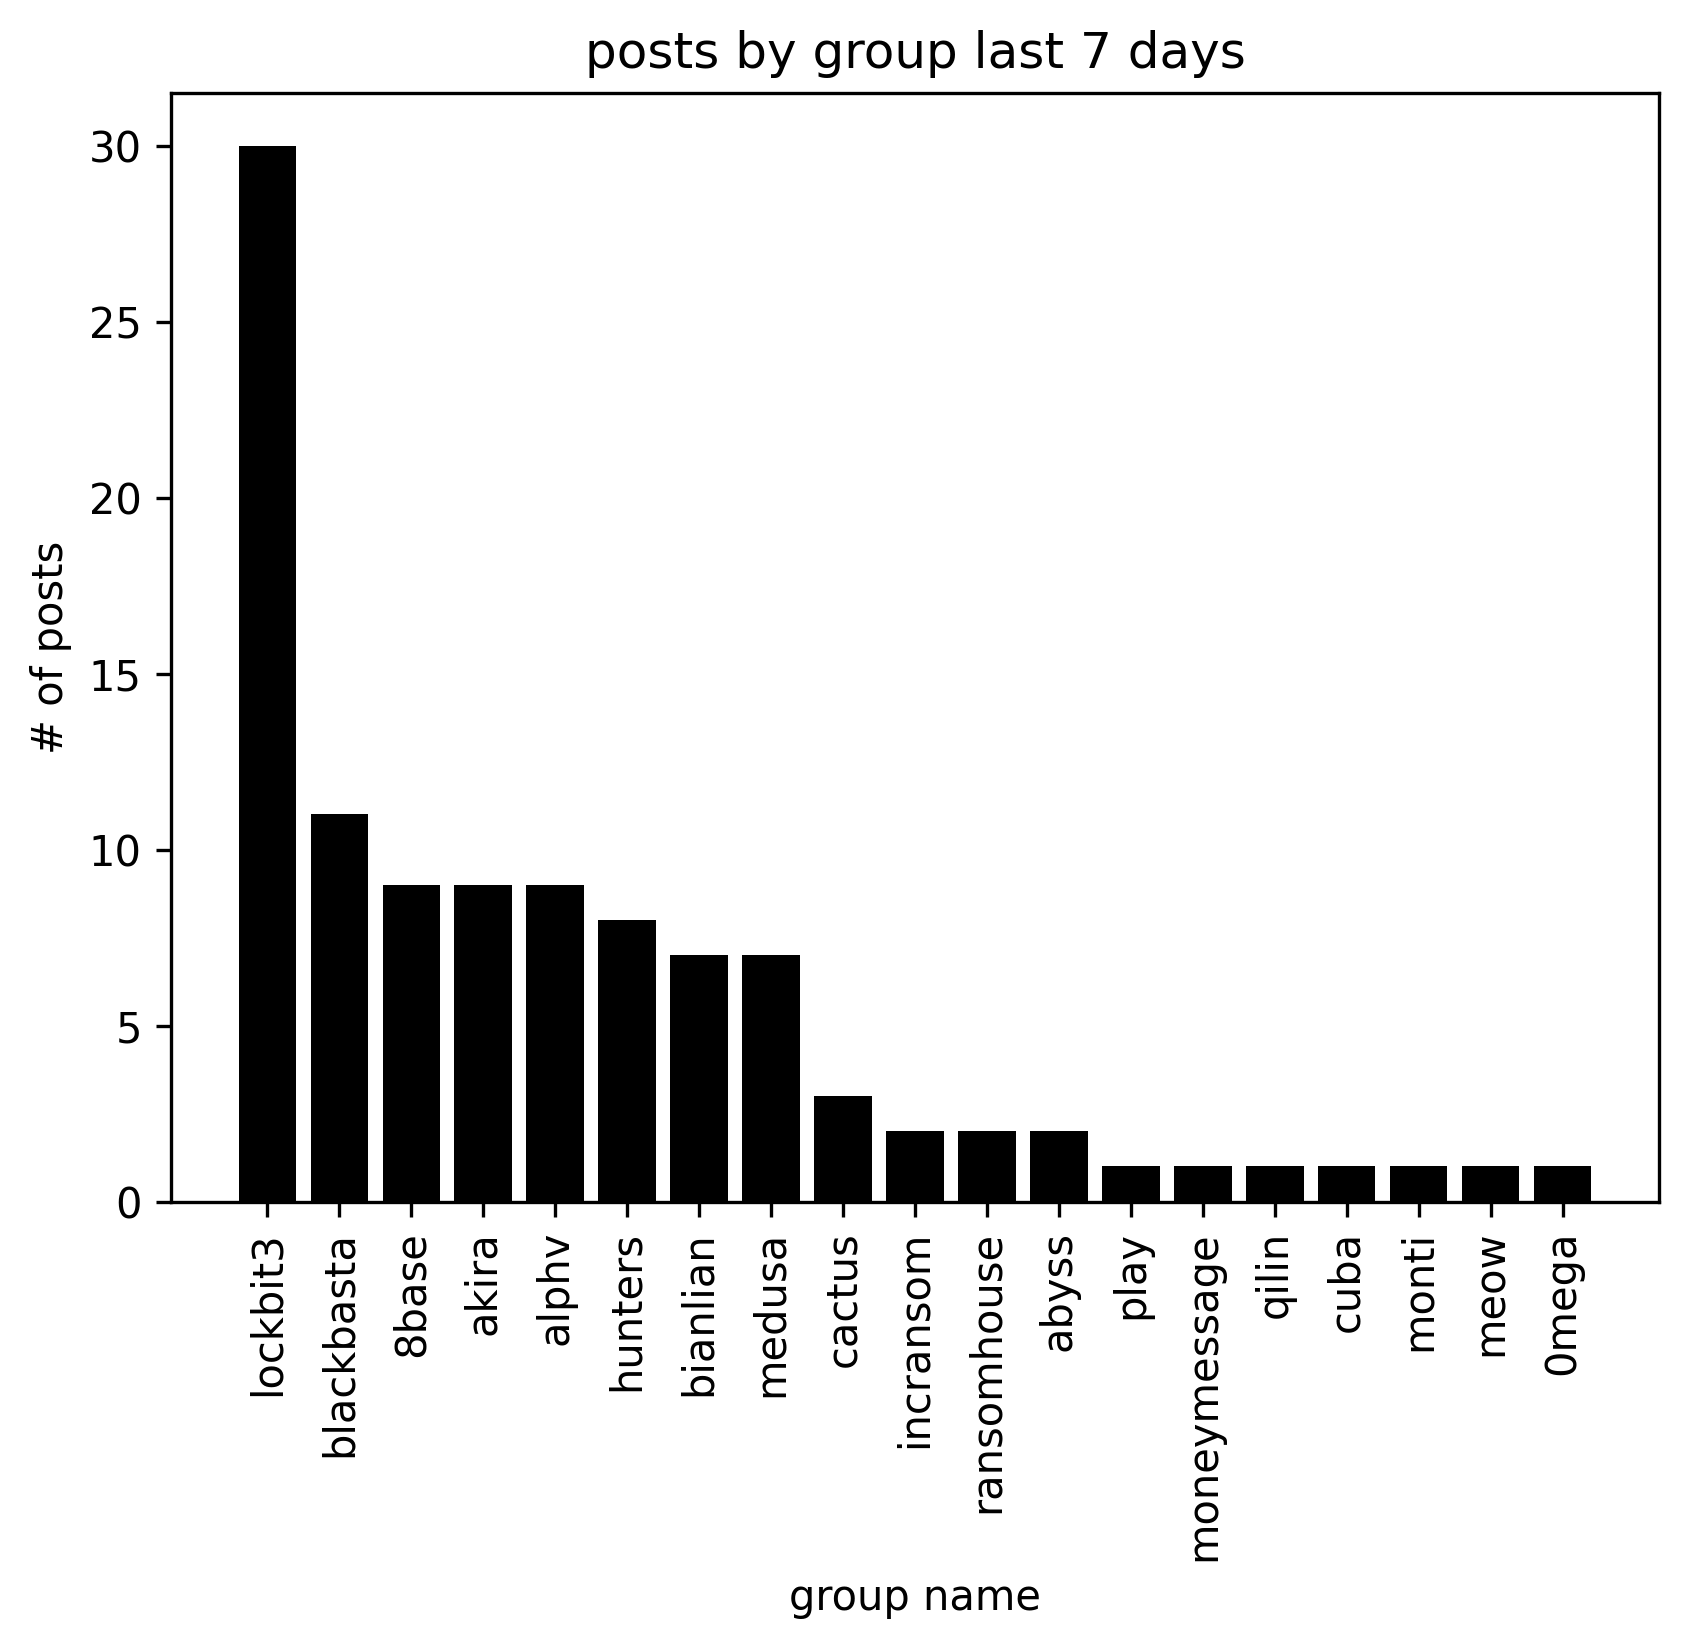 posts by group last 7 days
# of posts
30
25
20
15
10
5
0
lockbit3
blackbasta
8base
akira
alphv
hunters
bianlian
medusa
cactus
incransom
ransomhouse
abyss
play
moneymessage
qilin
cuba
monti
meow
0mega
group name